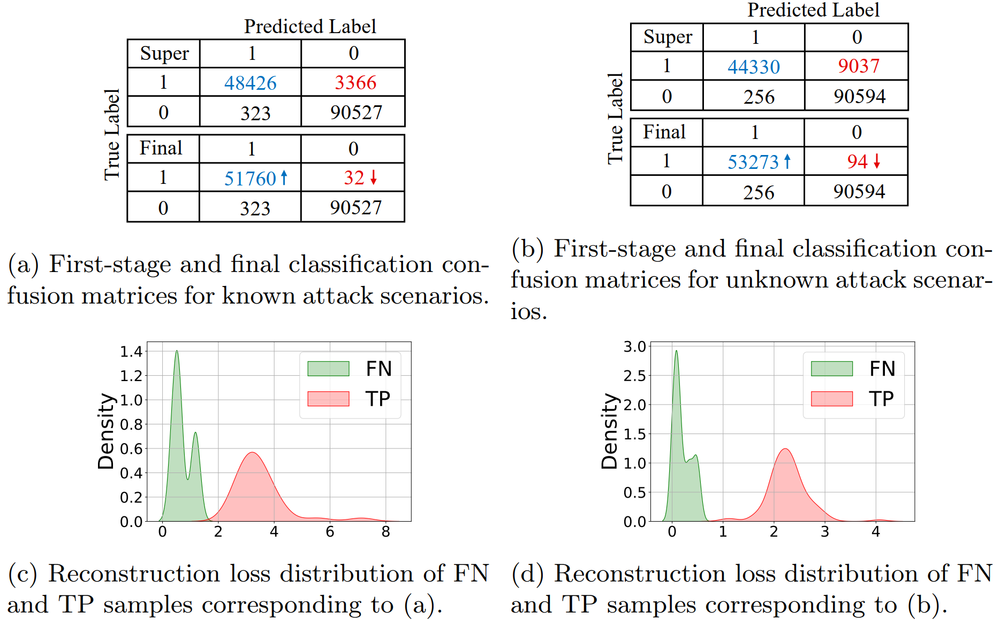 Predicted Label
True Label
Super 1 0
1 48426 3366
0 323 90527
Final 1 0
1 51760↑ 32↓
0 323 90527
(a) First-stage and final classification con-
fusion matrices for known attack scenarios.
Predicted Label
True Label
Super 1 0
1 44330 9037
0 256 90594
Final 1 0
1 53273↑ 94↓
0 256 90594
(b) First-stage and final classification con-
fusion matrices for unknown attack scenar-
ios.
Density
1.4
1.2
1.0
0.8
0.6
0.4
0.2
0.0
0 2 4 6 8
FN
TP
(c) Reconstruction loss distribution of FN
and TP samples corresponding to (a).
Density
3.0
2.5
2.0
1.5
1.0
0.5
0.0
0 1 2 3 4
FN
TP
(d) Reconstruction loss distribution of FN
and TP samples corresponding to (b).